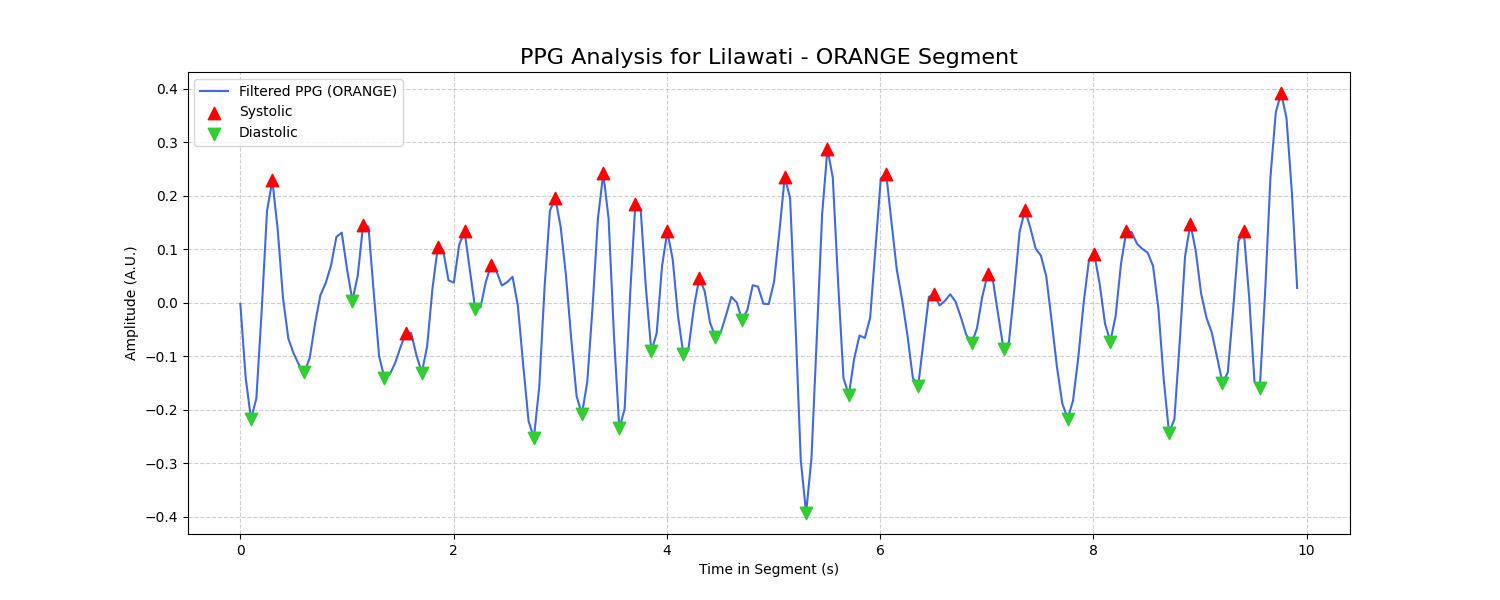 PPG Analysis for Lilawati - ORANGE Segment
Filtered PPG (ORANGE)
Systolic
Diastolic
Amplitude (A.U.)
0.4
0.3
0.2
0.1
0.0
−0.1
−0.2
−0.3
−0.4
0 2 4 6 8 10
Time in Segment (s)